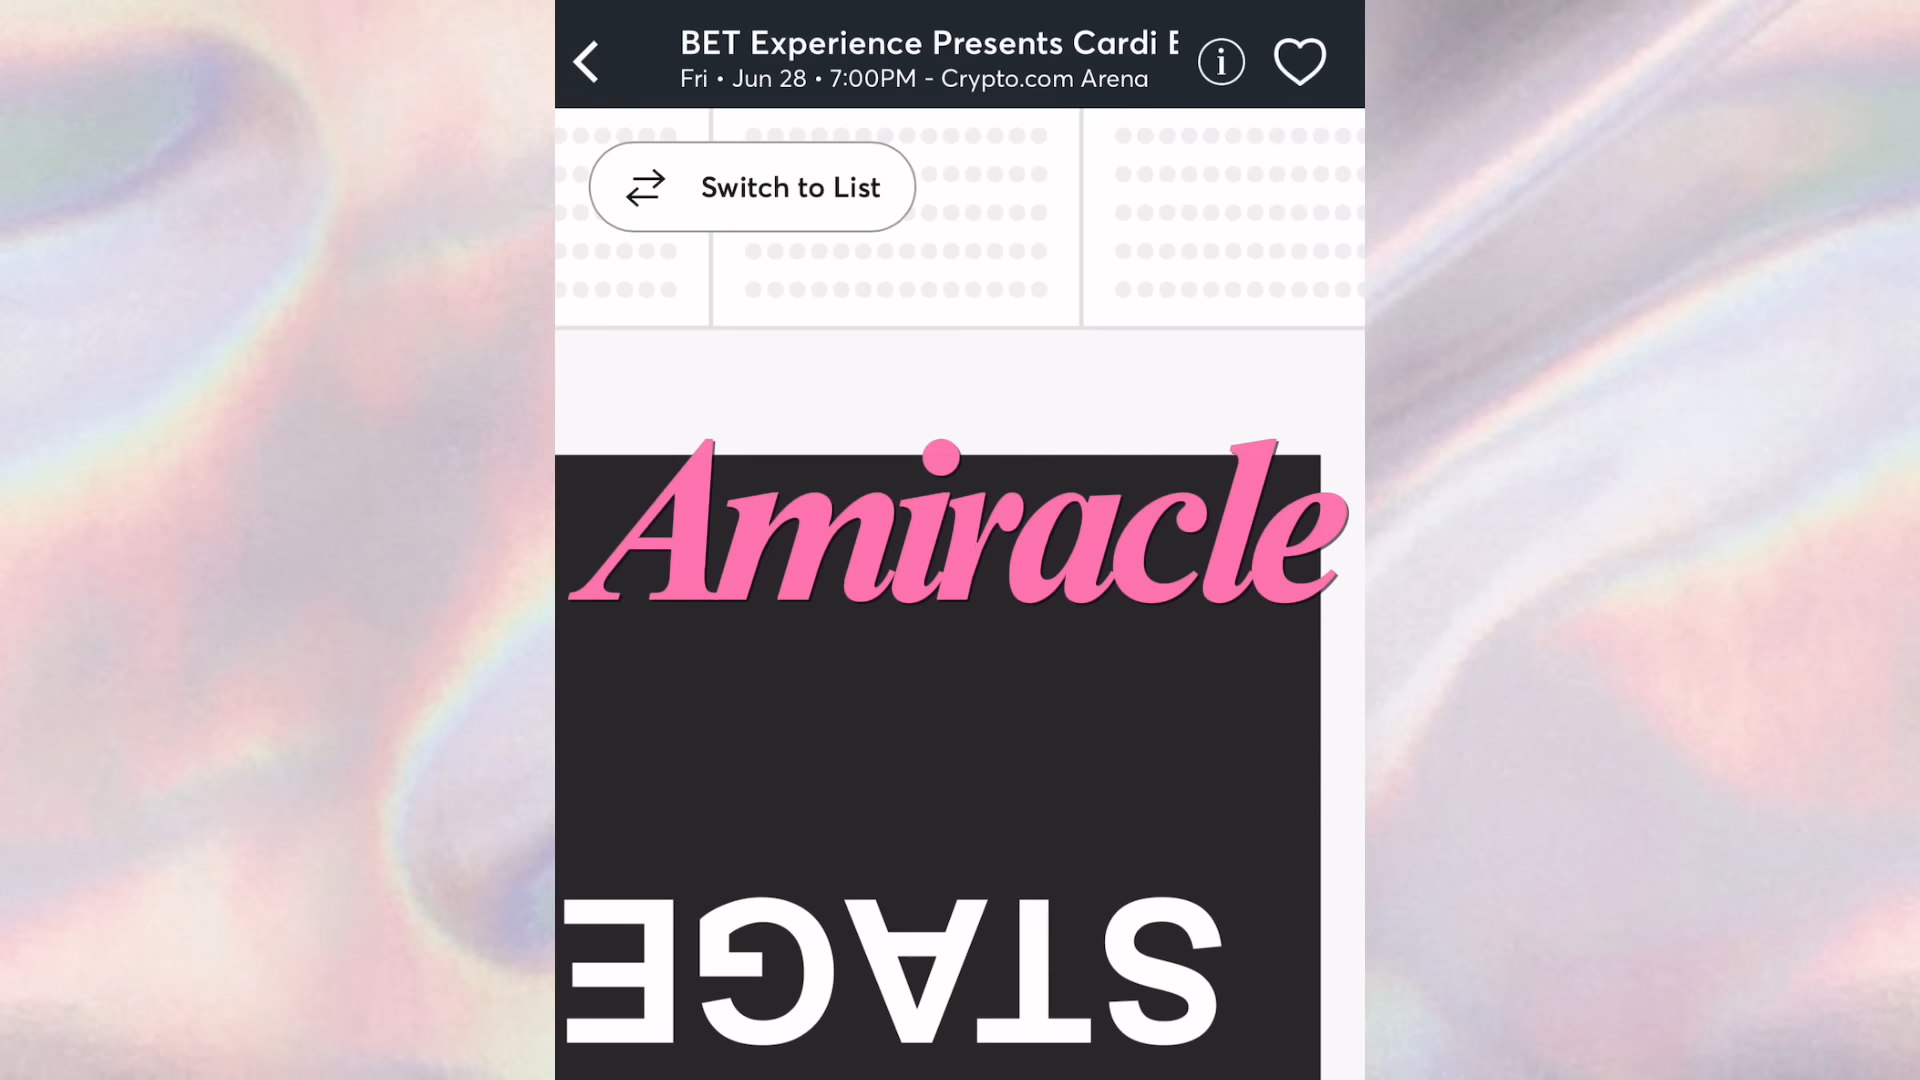 BET Experience Presents Cardi B
Fri • Jun 28 • 7:00PM - Crypto.com Arena
Switch to List
Amiracle
STAGE